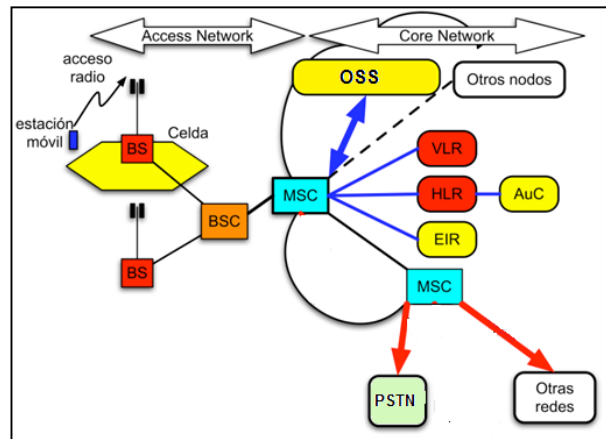 Access Network
Core Network
acceso
radio
OSS
Otros nodos
estación
móvil
Celda
BS
VLR
MSC
HLR
AuC
BSC
EIR
BS
MSC
PSTN
Otras
redes